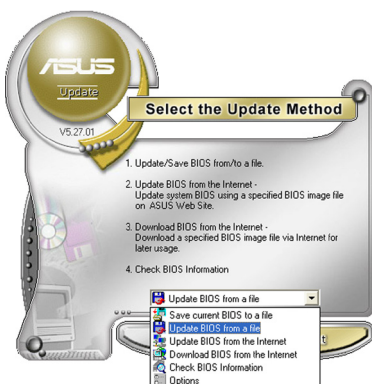 ASUS
Update
V5.27.01
Select the Update Method
1. Update/Save BIOS from/to a file.
2. Update BIOS from the Internet -
Update system BIOS using a specified BIOS image file
on ASUS Web Site.
3. Download BIOS from the Internet -
Download a specified BIOS image file via Internet for
later usage.
4. Check BIOS Information
Update BIOS from a file
Save current BIOS to a file
Update BIOS from a file
Update BIOS from the Internet
Download BIOS from the Internet
Check BIOS Information
Options